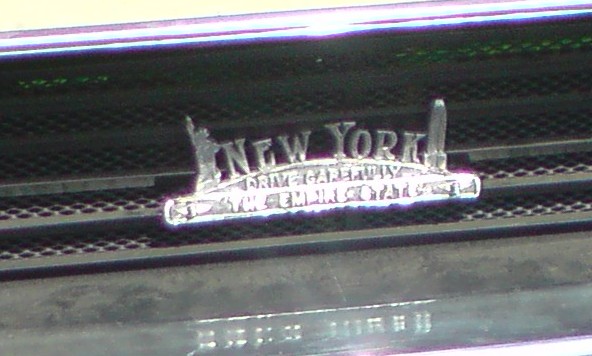 NEW YORK
DRIVE CAREFULLY
THE EMPIRE STATE